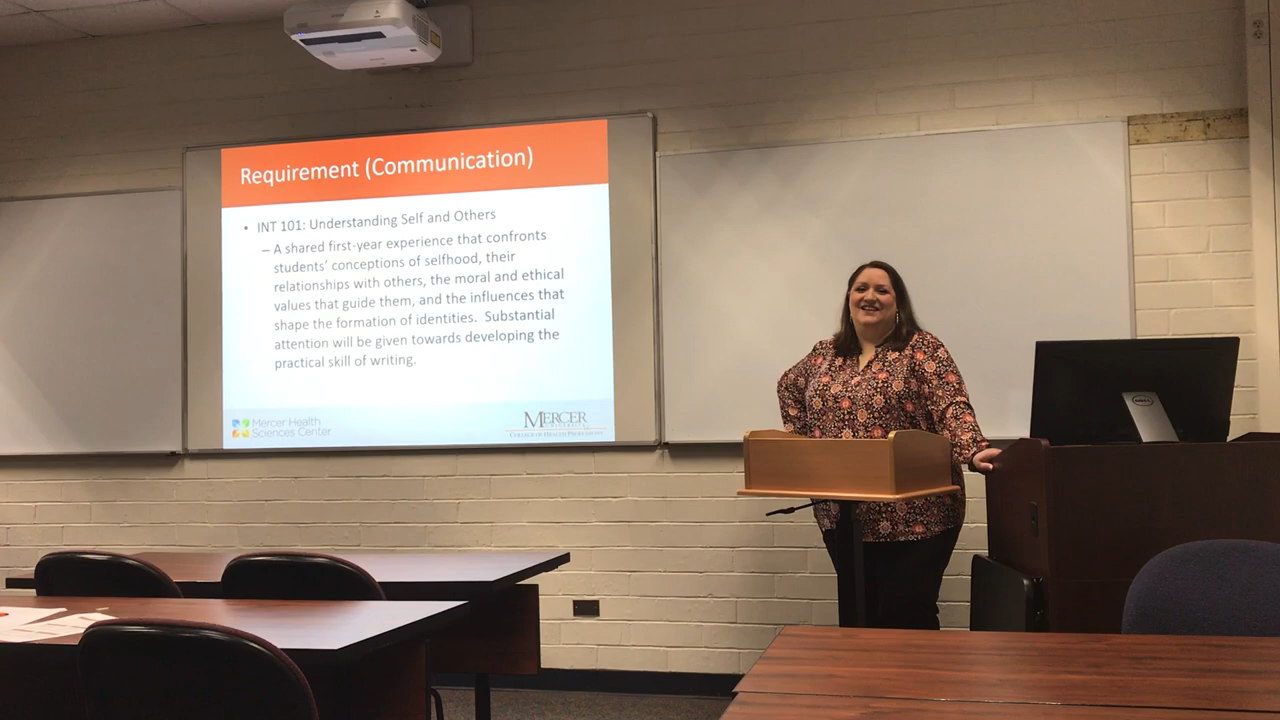 Requirement (Communication)
• INT 101: Understanding Self and Others
– A shared first-year experience that confronts
students' conceptions of selfhood, their
relationships with others, the moral and ethical
values that guide them, and the influences that
shape the formation of identities. Substantial
attention will be given towards developing the
practical skill of writing.
Mercer Health
Sciences Center
MERCER
UNIVERSITY
COLLEGE OF HEALTH PROFESSIONS
DELL